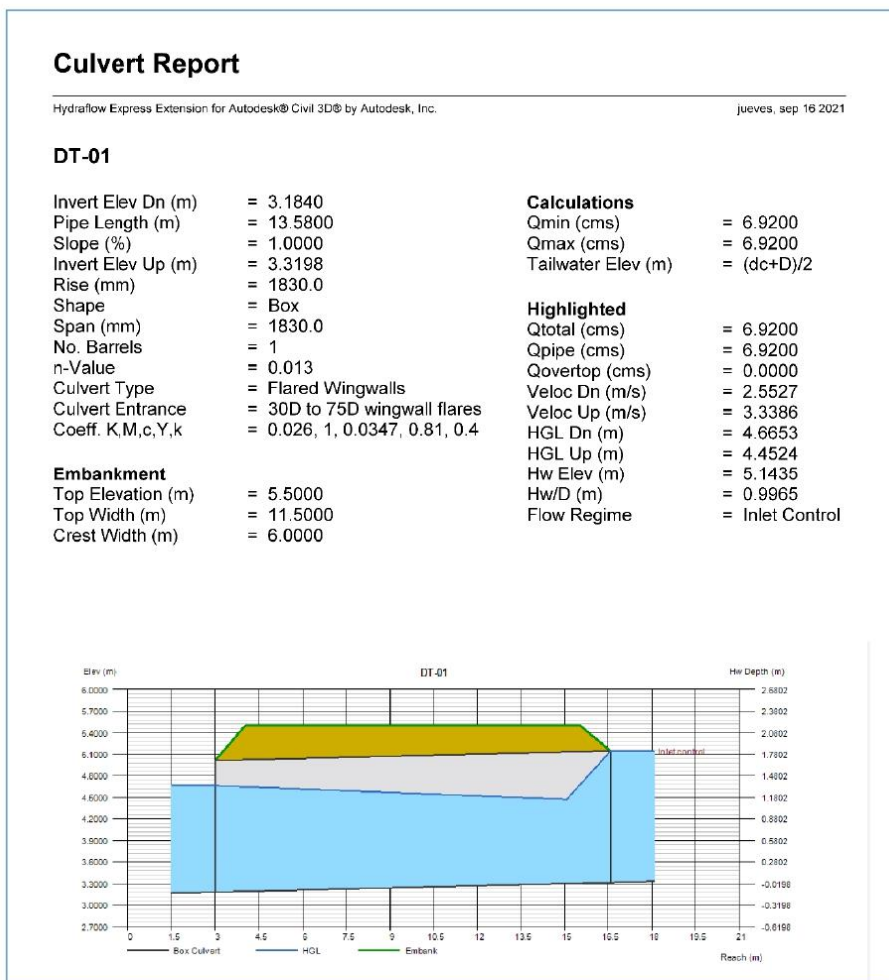 Culvert Report
Hydraflow Express Extension for Autodesk® Civil 3D® by Autodesk, Inc. jueves, sep 16 2021
DT-01
Invert Elev Dn (m) = 3.1840
Pipe Length (m) = 13.5800
Slope (%) = 1.0000
Invert Elev Up (m) = 3.3198
Rise (mm) = 1830.0
Shape = Box
Span (mm) = 1830.0
No. Barrels = 1
n-Value = 0.013
Culvert Type = Flared Wingwalls
Culvert Entrance = 30D to 75D wingwall flares
Coeff. K,M,c,Y,k = 0.026, 1, 0.0347, 0.81, 0.4
Embankment
Top Elevation (m) = 5.5000
Top Width (m) = 11.5000
Crest Width (m) = 6.0000
Calculations
Qmin (cms) = 6.9200
Qmax (cms) = 6.9200
Tailwater Elev (m) = (dc+D)/2
Highlighted
Qtotal (cms) = 6.9200
Qpipe (cms) = 6.9200
Qovertop (cms) = 0.0000
Veloc Dn (m/s) = 2.5527
Veloc Up (m/s) = 3.3386
HGL Dn (m) = 4.6653
HGL Up (m) = 4.4524
Hw Elev (m) = 5.1435
Hw/D (m) = 0.9965
Flow Regime = Inlet Control
Elev (m) DT-01 Hw Depth (m)
6.0000 2.6802
5.7000 2.3802
5.4000 2.0802
5.1000 1.7802
Inlet control
4.8000 1.4802
4.5000 1.1802
4.2000 0.8802
3.9000 0.5802
3.6000 0.2802
3.3000 -0.0198
3.0000 -0.3198
2.7000 -0.6198
0 1.5 3 4.5 6 7.5 9 10.5 12 13.5 15 16.5 18 19.5 21
Box Culvert HGL Embank
Reach (m)